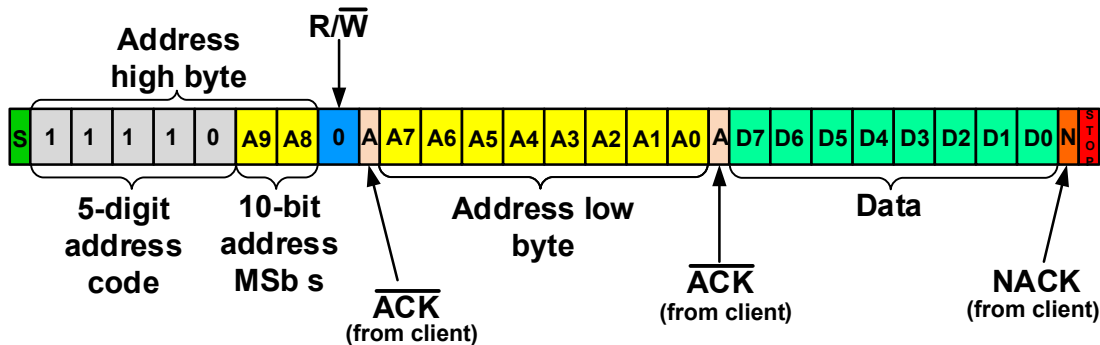 R/W
Address
high byte
S 1 1 1 1 0 A9 A8 0 A A7 A6 A5 A4 A3 A2 A1 A0 A D7 D6 D5 D4 D3 D2 D1 D0 N STOP
5-digit
address
code
10-bit
address
MSb s
Address low
byte
Data
ACK
(from client)
ACK
(from client)
NACK
(from client)